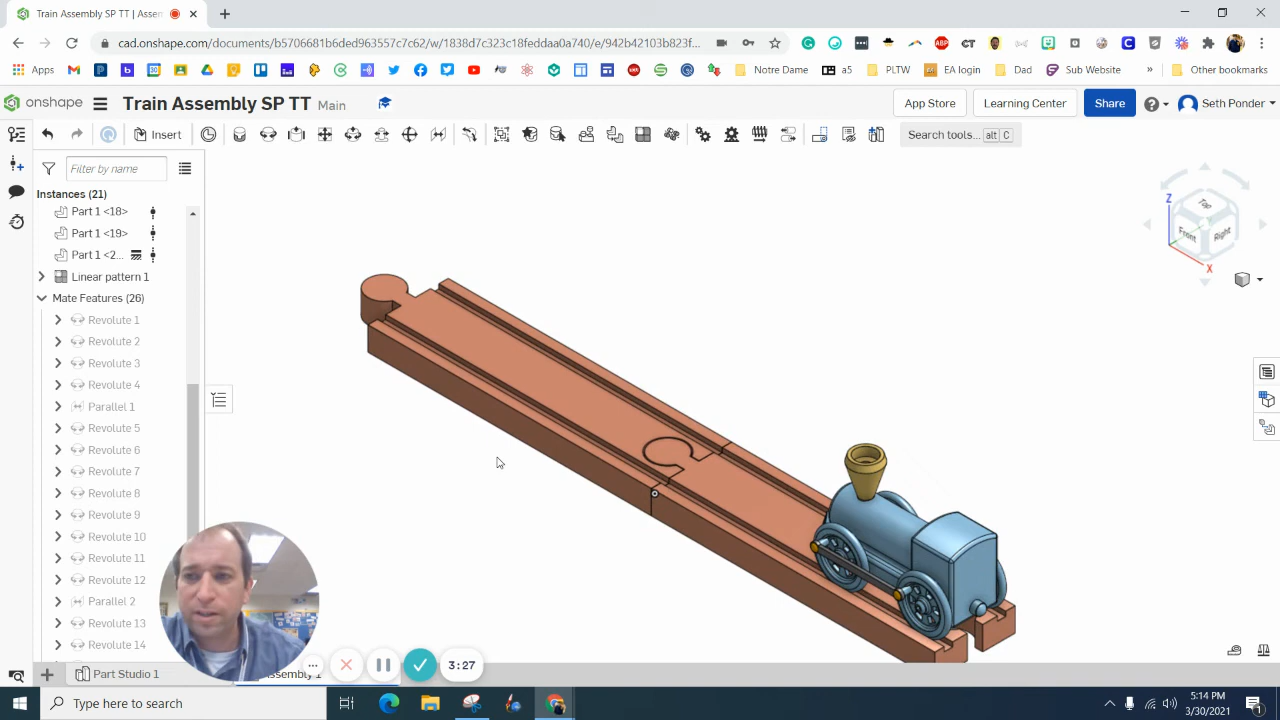 Train Assembly SP TT | Assem
cad.onshape.com/documents/b5706681b6ded963557c7c62/w/1838d7c323c18feddaa0a740/e/942b42103b823f...
Apps
Notre Dame
a5
PLTW
EA login
Dad
Sub Website
»
Other bookmarks
onshape
Train Assembly SP TT Main
App Store
Learning Center
Share
Seth Ponder
Insert
Search tools... alt C
Filter by name
Instances (21)
Part 1 <18>
Part 1 <19>
Part 1 <2...
Linear pattern 1
Mate Features (26)
Revolute 1
Revolute 2
Revolute 3
Revolute 4
Parallel 1
Revolute 5
Revolute 6
Revolute 7
Revolute 8
Revolute 9
Revolute 10
Revolute 11
Revolute 12
Parallel 2
Revolute 13
Revolute 14
Z
Top
Front
Right
X
3:27
Part Studio 1
Assembly 1
Type here to search
5:14 PM
3/30/2021